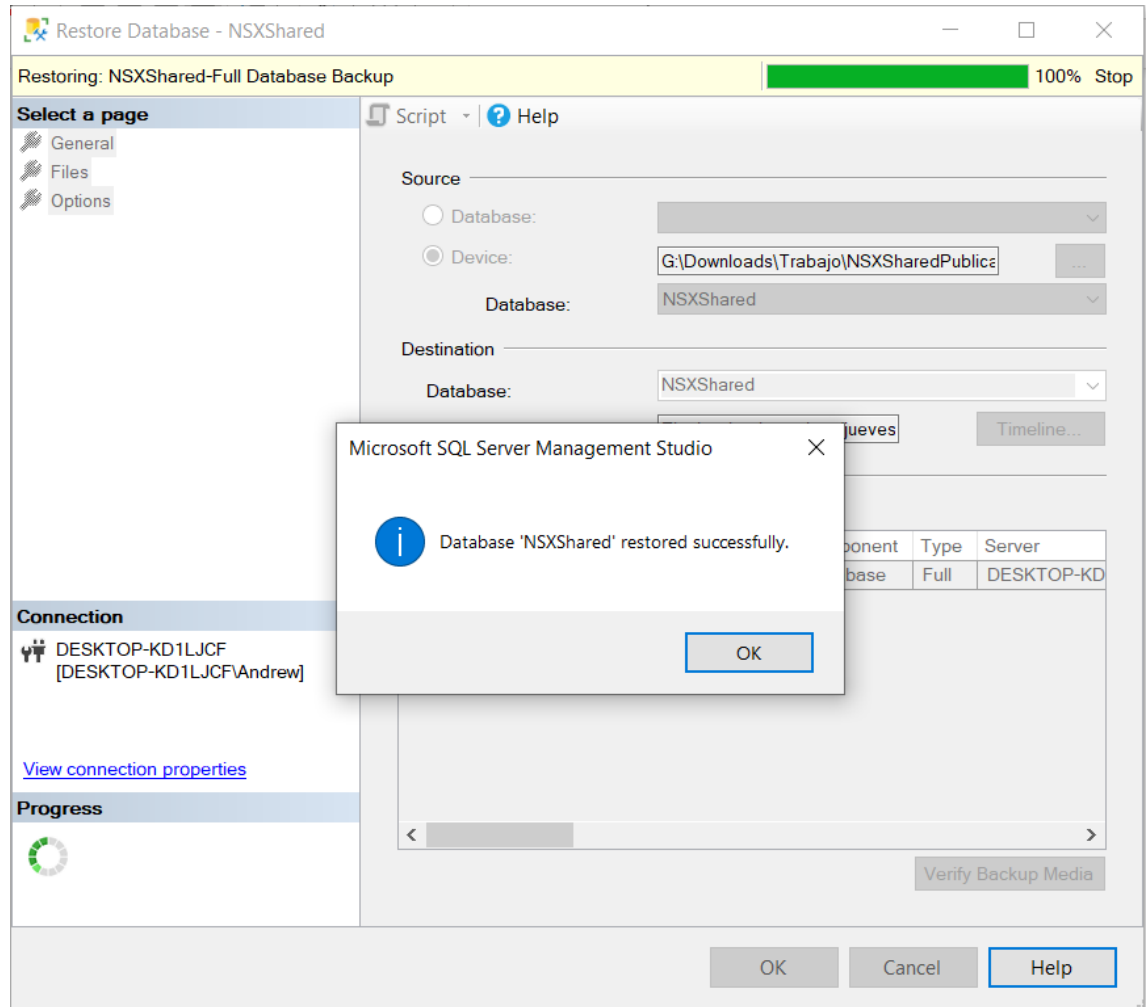 Restore Database - NSXShared
Restoring: NSXShared-Full Database Backup 100% Stop
Select a page
General
Files
Options
Script Help
Source
Database:
Device: G:\Downloads\Trabajo\NSXSharedPublica ...
Database: NSXShared
Destination
Database: NSXShared
jueves Timeline...
Microsoft SQL Server Management Studio
Database 'NSXShared' restored successfully.
OK
ponent Type Server
base Full DESKTOP-KD
Connection
DESKTOP-KD1LJCF
[DESKTOP-KD1LJCF\Andrew]
View connection properties
Progress
Verify Backup Media
OK Cancel Help